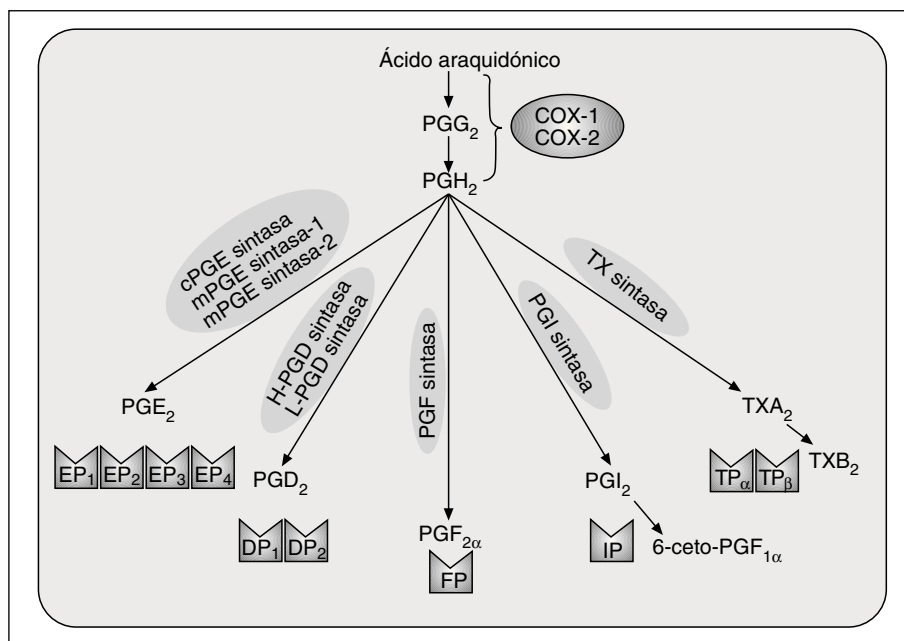 Ácido araquidónico
PGG₂
COX-1
COX-2
PGH₂
cPGE sintasa
mPGE sintasa-1
mPGE sintasa-2
H-PGD sintasa
L-PGD sintasa
PGF sintasa
PGI sintasa
TX sintasa
PGE₂
EP₁ EP₂ EP₃ EP₄
PGD₂
DP₁ DP₂
PGF₂α
FP
PGI₂
IP
6-ceto-PGF₁α
TXA₂
TXB₂
TPα TPβ